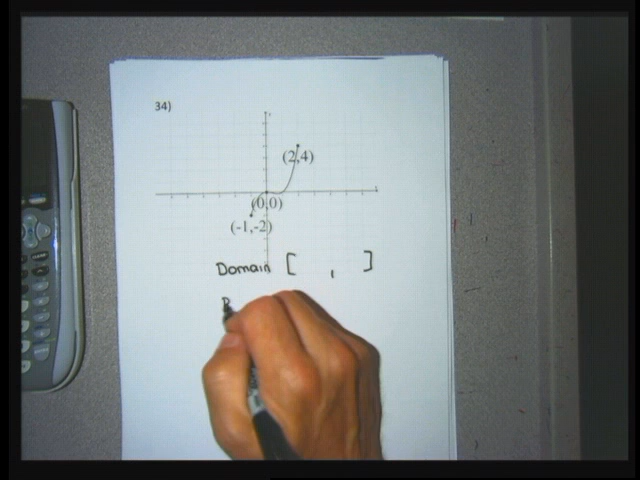 34)
(2,4)
(0,0)
(-1,-2)
Domain [ , ]
R